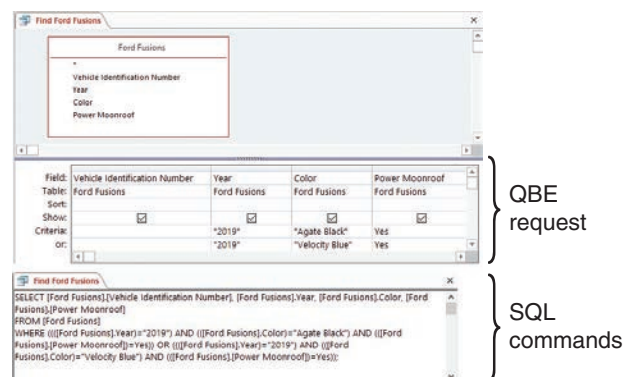 Find Ford Fusions
Ford Fusions
*
Vehicle Identification Number
Year
Color
Power Moonroof
Field: Vehicle Identification Number Year Color Power Moonroof
Table: Ford Fusions Ford Fusions Ford Fusions Ford Fusions
Sort:
Show:
Criteria: "2019" "Agate Black" Yes
or: "2019" "Velocity Blue" Yes
QBE
request
Find Ford Fusions
SELECT [Ford Fusions].[Vehicle Identification Number], [Ford Fusions].Year, [Ford Fusions].Color, [Ford
Fusions].[Power Moonroof]
FROM [Ford Fusions]
WHERE ((([Ford Fusions].Year)="2019") AND (([Ford Fusions].Color)="Agate Black") AND (([Ford
Fusions].[Power Moonroof])=Yes)) OR ((([Ford Fusions].Year)="2019") AND (([Ford
Fusions].Color)="Velocity Blue") AND (([Ford Fusions].[Power Moonroof])=Yes));
SQL
commands